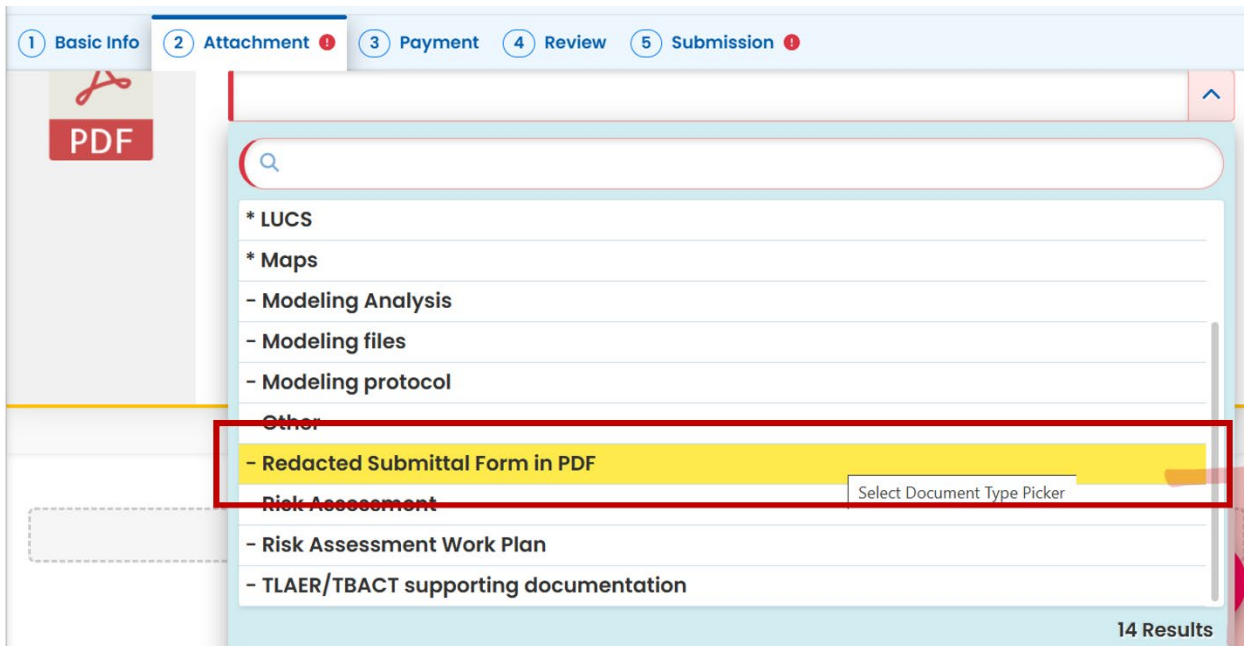 1 Basic Info 2 Attachment ! 3 Payment 4 Review 5 Submission !
PDF
* LUCS
* Maps
- Modeling Analysis
- Modeling files
- Modeling protocol
- Other
- Redacted Submittal Form in PDF
Select Document Type Picker
- Risk Assessment
- Risk Assessment Work Plan
- TLAER/TBACT supporting documentation
14 Results